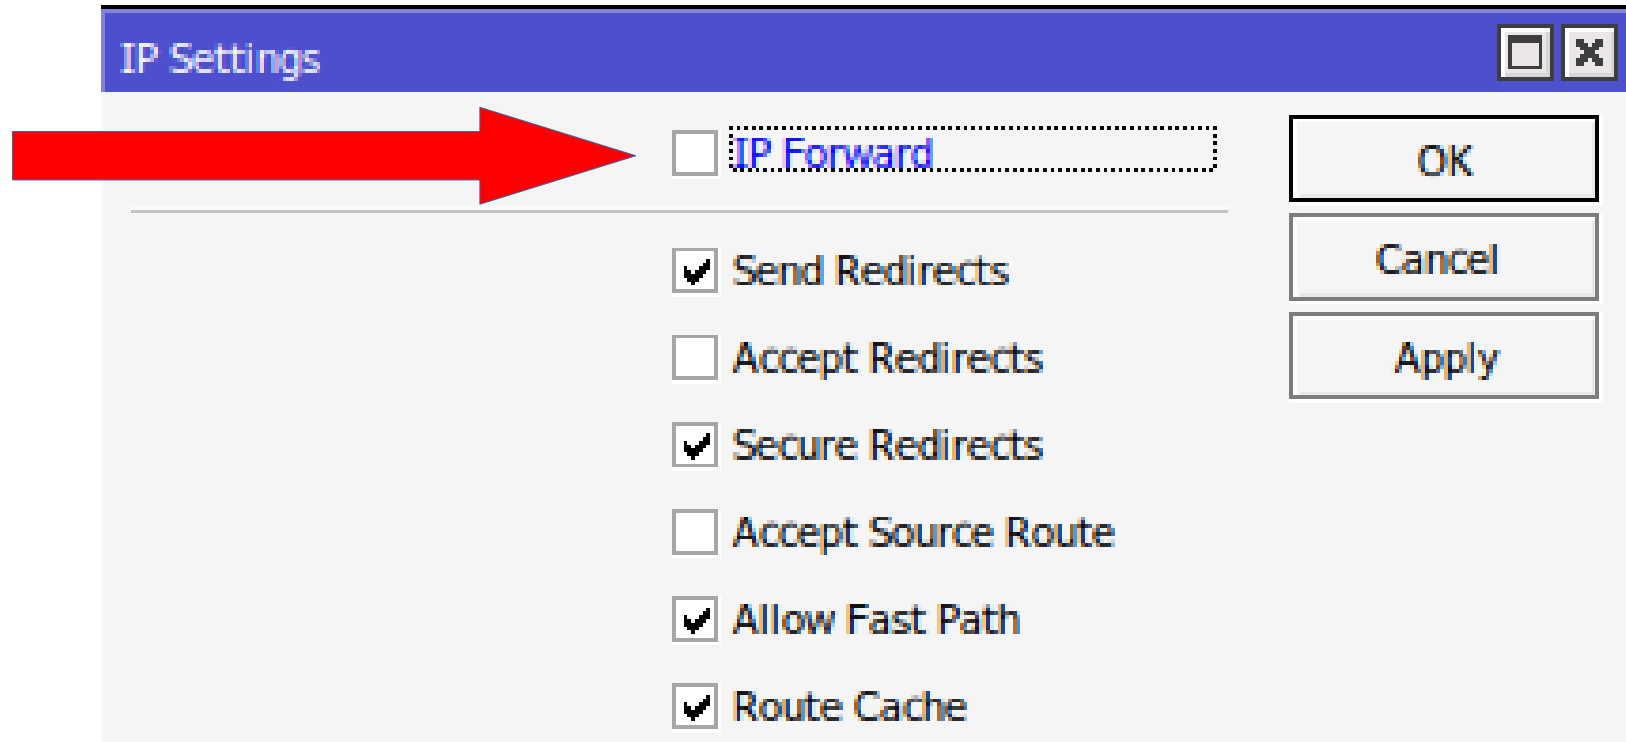 IP Settings
IP Forward
OK
Send Redirects
Cancel
Accept Redirects
Apply
Secure Redirects
Accept Source Route
Allow Fast Path
Route Cache